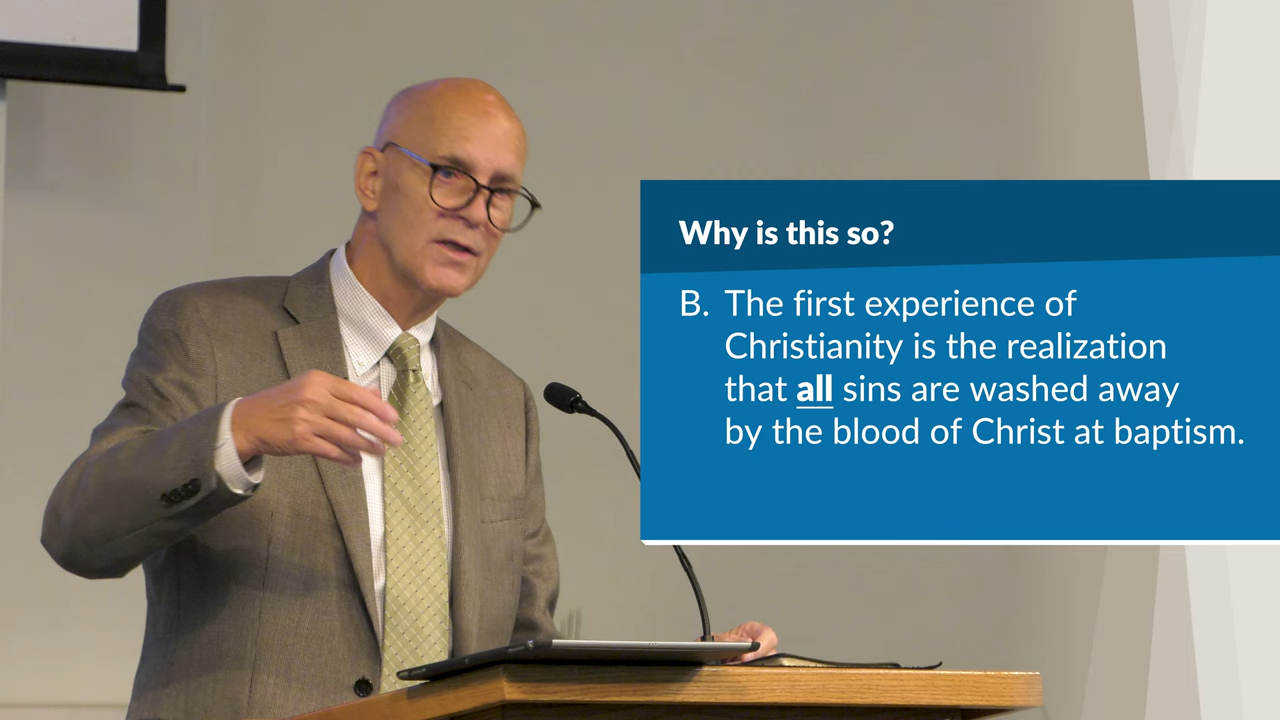 Why is this so?
B. The first experience of
Christianity is the realization
that all sins are washed away
by the blood of Christ at baptism.